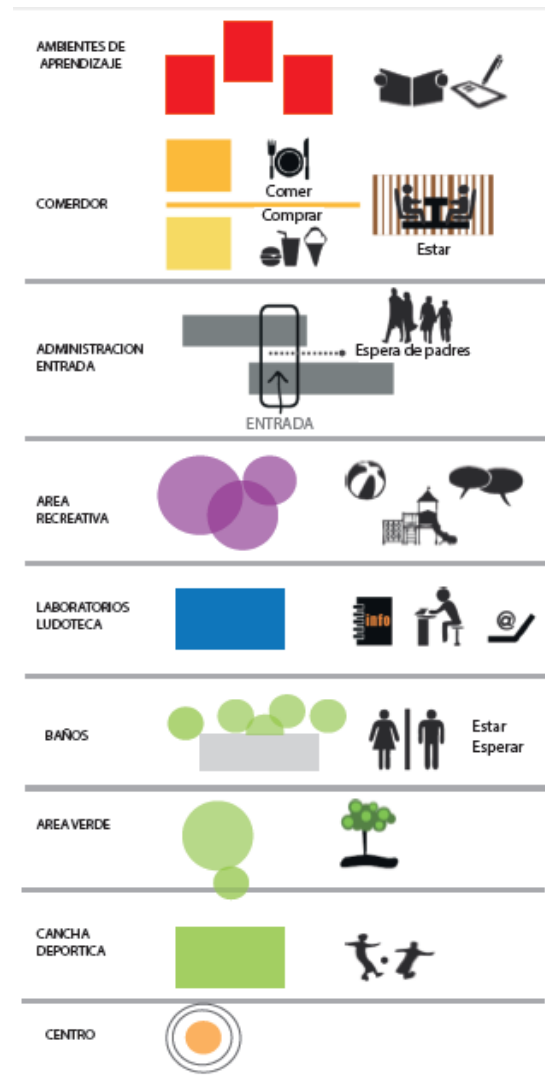 AMBIENTES DE
APRENDIZAJE
COMERDOR
Comer
Comprar
Estar
ADMINISTRACION
ENTRADA
Espera de padres
ENTRADA
AREA
RECREATIVA
LABORATORIOS
LUDOTECA
info
@
BAÑOS
Estar
Esperar
AREA VERDE
CANCHA
DEPORTICA
CENTRO